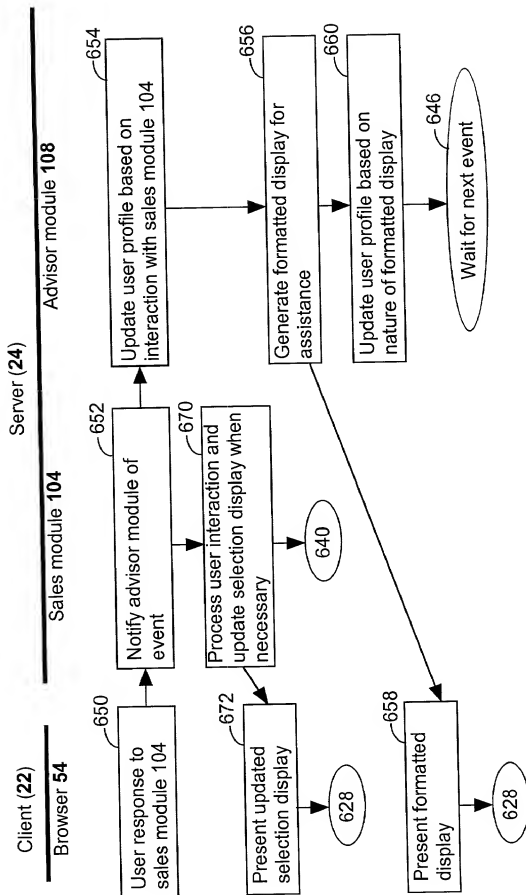 Client (22)
Server (24)
Browser 54
Sales module 104
Advisor module 108
650
User response to
sales module 104
652
Notify advisor module of
event
654
Update user profile based on
interaction with sales module 104
670
Process user interaction and
update selection display when
necessary
672
Present updated
selection display
640
628
656
Generate formatted display for
assistance
658
Present formatted
display
628
660
Update user profile based on
nature of formatted display
646
Wait for next event